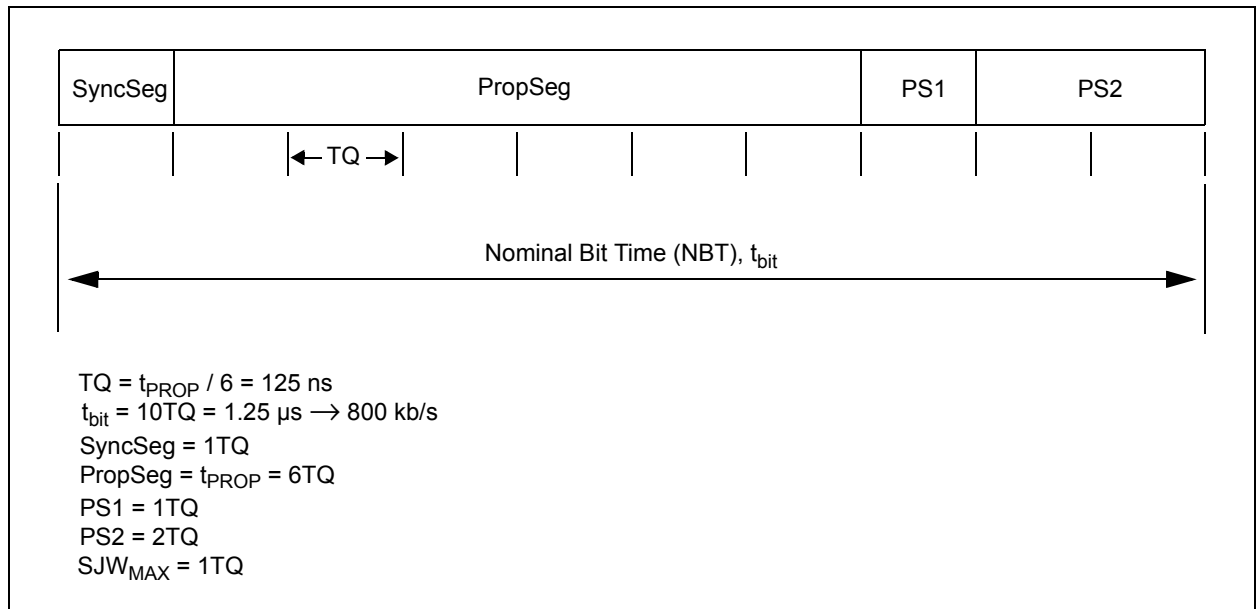 SyncSeg PropSeg PS1 PS2
TQ
Nominal Bit Time (NBT), tbit
TQ = tPROP / 6 = 125 ns
tbit = 10TQ = 1.25 µs → 800 kb/s
SyncSeg = 1TQ
PropSeg = tPROP = 6TQ
PS1 = 1TQ
PS2 = 2TQ
SJWMAX = 1TQ